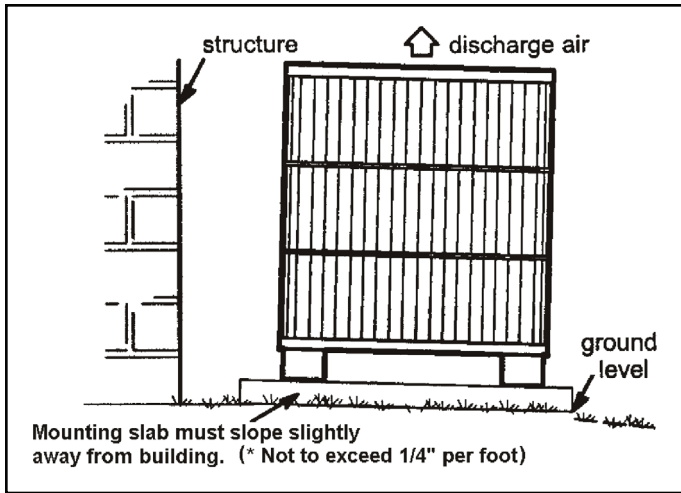 structure
discharge air
ground
level
Mounting slab must slope slightly
away from building. (* Not to exceed 1/4" per foot)